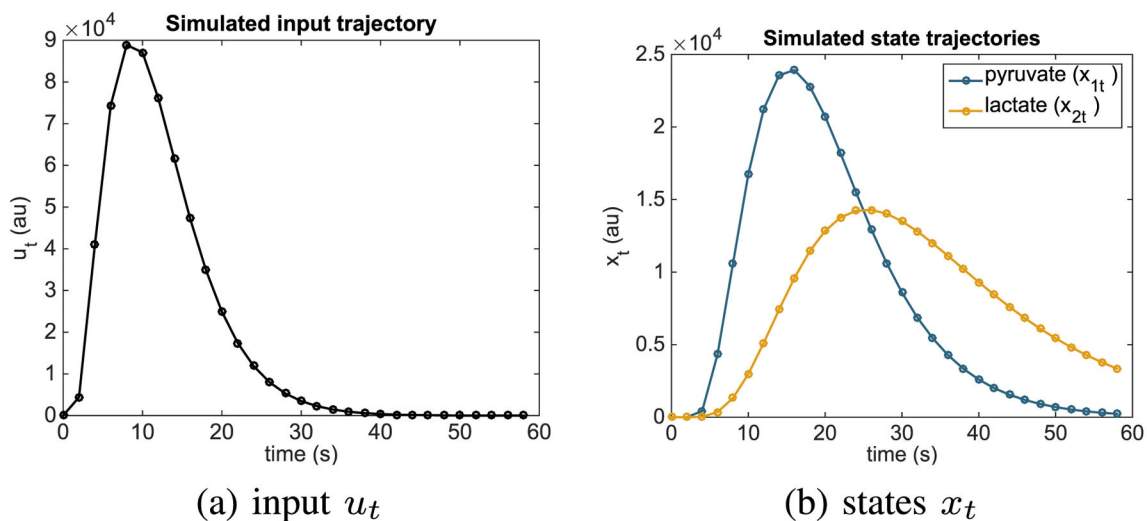 Simulated input trajectory
×10⁴
9
8
7
6
5
4
3
2
1
0
u_t (au)
0 10 20 30 40 50 60
time (s)
(a) input u_t
Simulated state trajectories
×10⁴
2.5
2
1.5
1
0.5
0
x_t (au)
pyruvate (x_1t )
lactate (x_2t )
0 10 20 30 40 50 60
time (s)
(b) states x_t